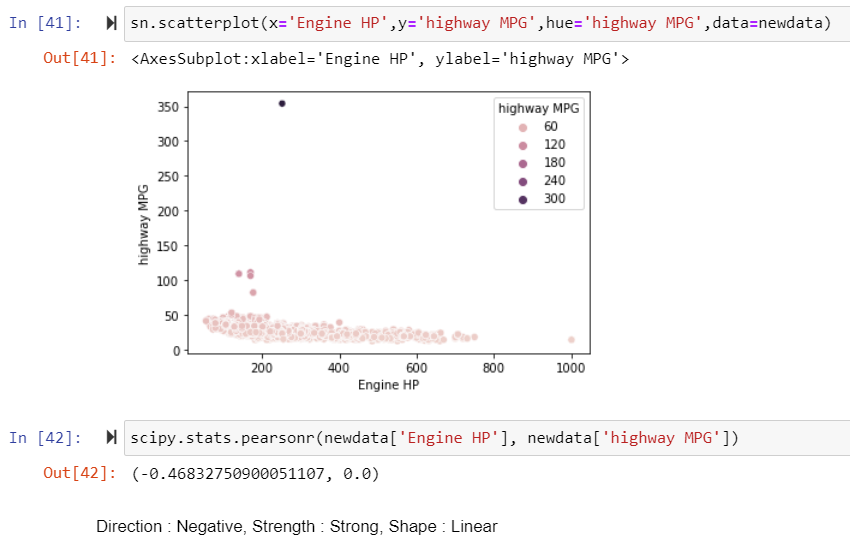 In [41]: sn.scatterplot(x='Engine HP',y='highway MPG',hue='highway MPG',data=newdata)
Out[41]: <AxesSubplot:xlabel='Engine HP', ylabel='highway MPG'>
highway MPG
60
120
180
240
300
350
300
250
200
150
100
50
0
highway MPG
200 400 600 800 1000
Engine HP
In [42]: scipy.stats.pearsonr(newdata['Engine HP'], newdata['highway MPG'])
Out[42]: (-0.46832750900051107, 0.0)
Direction : Negative, Strength : Strong, Shape : Linear